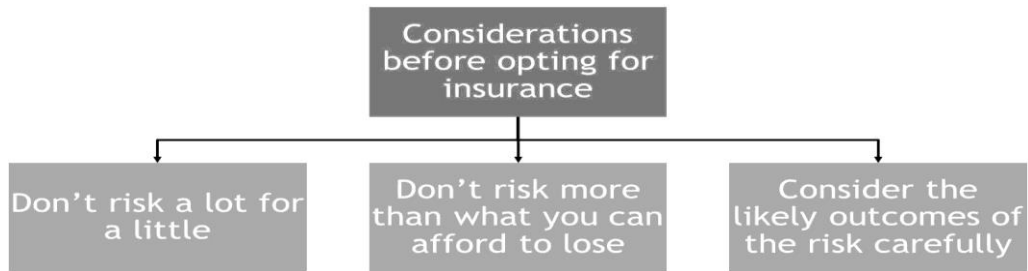 Considerations
before opting for
insurance
Don't risk a lot for
a little
Don't risk more
than what you can
afford to lose
Consider the
likely outcomes of
the risk carefully